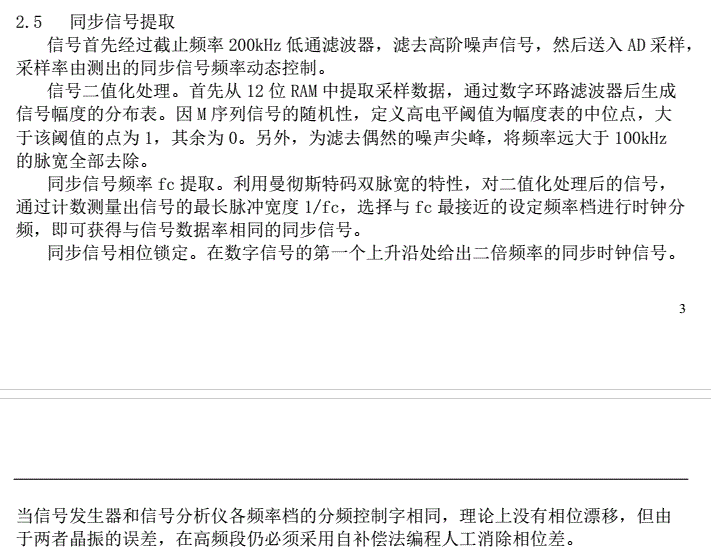 2.5 同步信号提取
信号首先经过截止频率 200kHz 低通滤波器，滤去高阶噪声信号，然后送入 AD 采样，
采样率由测出的同步信号频率动态控制。
信号二值化处理。首先从 12 位 RAM 中提取采样数据，通过数字环路滤波器后生成
信号幅度的分布表。因 M 序列信号的随机性，定义高电平阈值为幅度表的中位点，大
于该阈值的点为 1，其余为 0。另外，为滤去偶然的噪声尖峰，将频率远大于 100kHz
的脉宽全部去除。
同步信号频率 fc 提取。利用曼彻斯特码双脉宽的特性，对二值化处理后的信号，
通过计数测量出信号的最长脉冲宽度 1/fc，选择与 fc 最接近的设定频率档进行时钟分
频，即可获得与信号数据率相同的同步信号。
同步信号相位锁定。在数字信号的第一个上升沿处给出二倍频率的同步时钟信号。
3
当信号发生器和信号分析仪各频率档的分频控制字相同，理论上没有相位漂移，但由
于两者晶振的误差，在高频段仍必须采用自补偿法编程人工消除相位差。